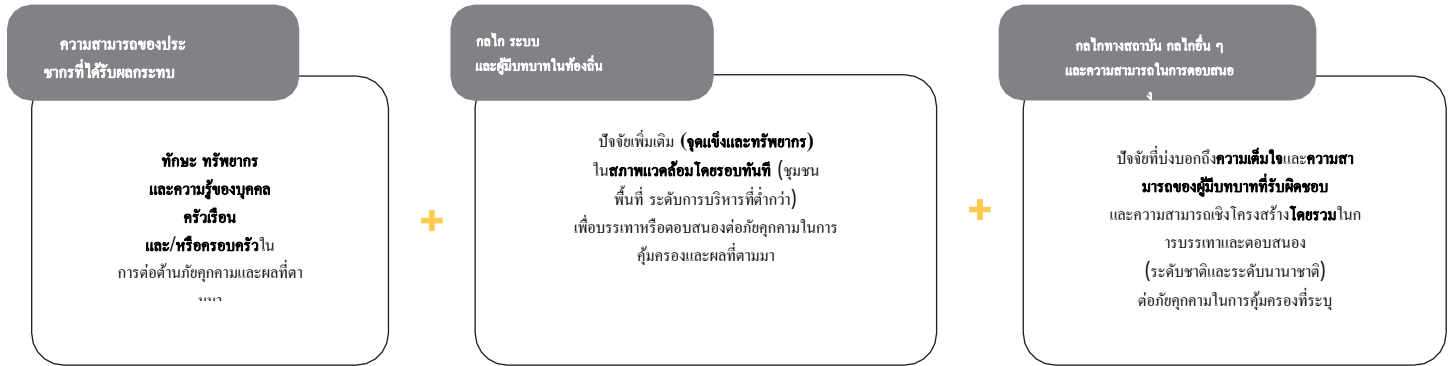 ความสามารถของประ
ชากรที่ได้รับผลกระทบ
ทักษะ ทรัพยากร
และความรู้ของบุคคล
ครัวเรือน
และ/หรือครอบครัวใน
การต่อต้านภัยคุกคามและผลที่ตา
กลไก ระบบ
และผู้มีบทบาทในท้องถิ่น
ปัจจัยเพิ่มเติม (จุดแข็งและทรัพยากร)
ในสภาพแวดล้อมโดยรอบทันที (ชุมชน
พื้นที่ ระดับการบริหารที่ต่ำกว่า)
เพื่อบรรเทาหรือตอบสนองต่อภัยคุกคามในการ
คุ้มครองและผลที่ตามมา
กลไกทางสถาบัน กลไกอื่น ๆ
และความสามารถในการตอบสนอ
ง
ปัจจัยที่บ่งบอกถึงความเต็มใจและความสา
มารถของผู้มีบทบาทที่รับผิดชอบ
และความสามารถเชิงโครงสร้างโดยรวมในก
ารบรรเทาและตอบสนอง
(ระดับชาติและระดับนานาชาติ)
ต่อภัยคุกคามในการคุ้มครองที่ระบุ